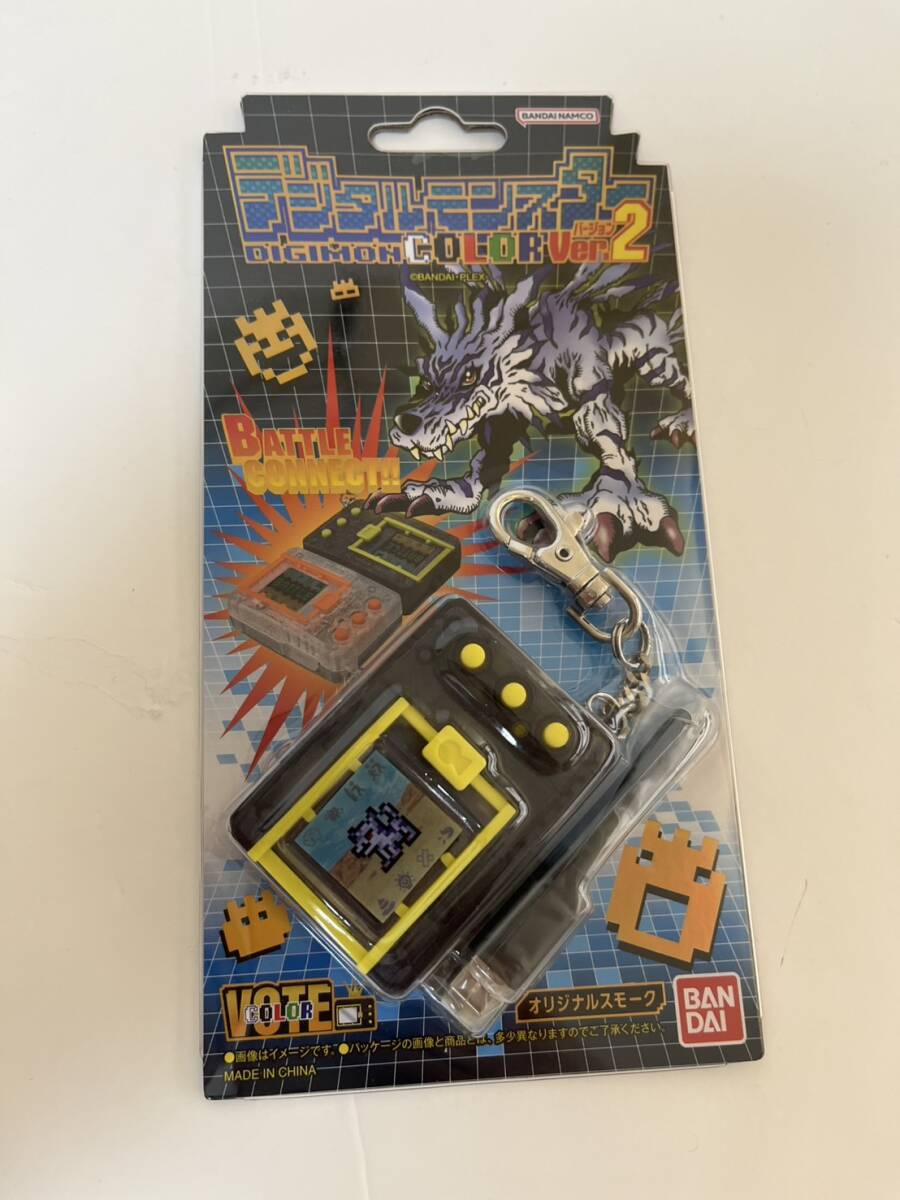 BANDAI NAMCO
デジタルモンスター
DIGIMON COLOR Ver.2
バージョン
©BANDAI・PLEX
BATTLE
CONNECT!!
VOTE
COLOR
オリジナルスモーク
BAN
DAI
●画像はイメージです。●パッケージの画像と商品とは、多少異なりますのでご了承ください。
MADE IN CHINA